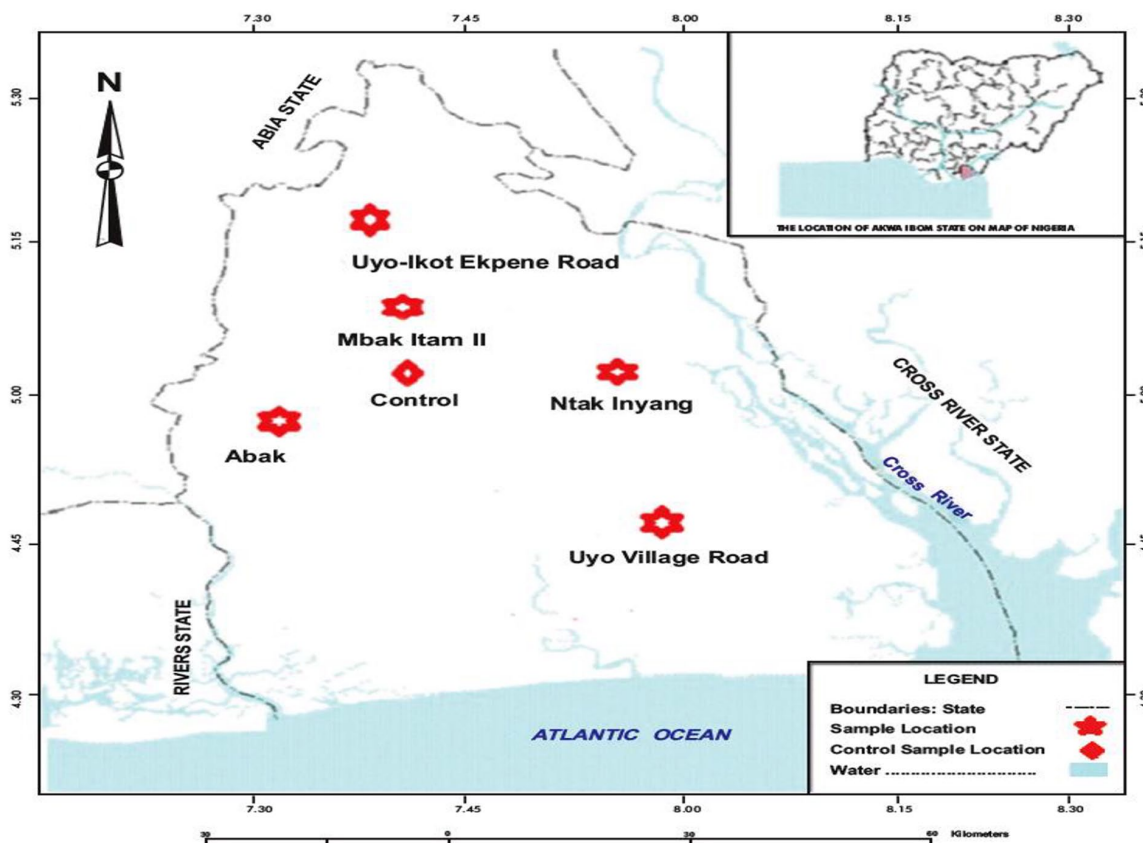 7.30 7.45 8.00 8.15 8.30
N
5.30
5.15
5.00
4.45
4.30
ABIA STATE
THE LOCATION OF AKWA IBOM STATE ON MAP OF NIGERIA
Uyo-Ikot Ekpene Road
Mbak Itam II
Control
Ntak Inyang
Abak
CROSS RIVER STATE
Cross River
Uyo Village Road
RIVERS STATE
ATLANTIC OCEAN
LEGEND
Boundaries: State
Sample Location
Control Sample Location
Water
7.30 7.45 8.00 8.15 8.30
30 0 30 60 Kilometers